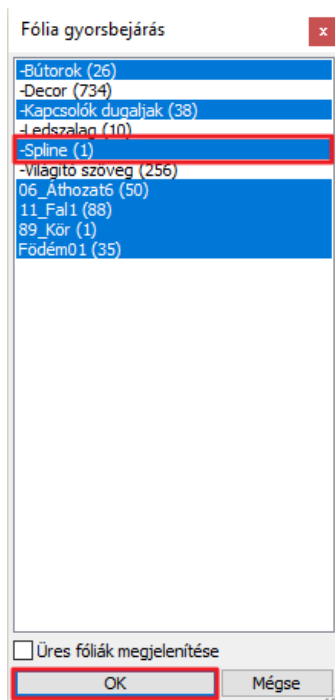 Fólia gyorsbejárás
x
-Bútorok (26)
-Decor (734)
-Kapcsolók dugaljak (38)
-Ledszalag (10)
-Spline (1)
-Világító szöveg (256)
06_Áthozat6 (50)
11_Fal1 (88)
89_Kör (1)
Födém01 (35)
Üres fóliák megjelenítése
OK Mégse